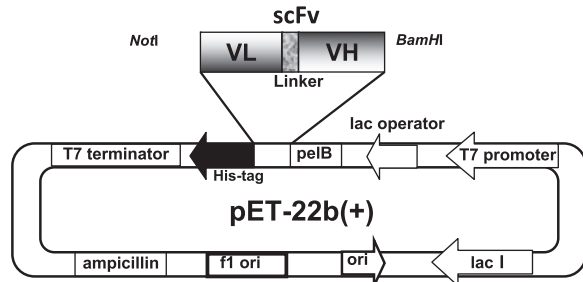 scFv
NotI
BamHI
VL
VH
Linker
lac operator
T7 terminator
pelB
T7 promoter
His-tag
pET-22b(+)
ampicillin
f1 ori
ori
lac I